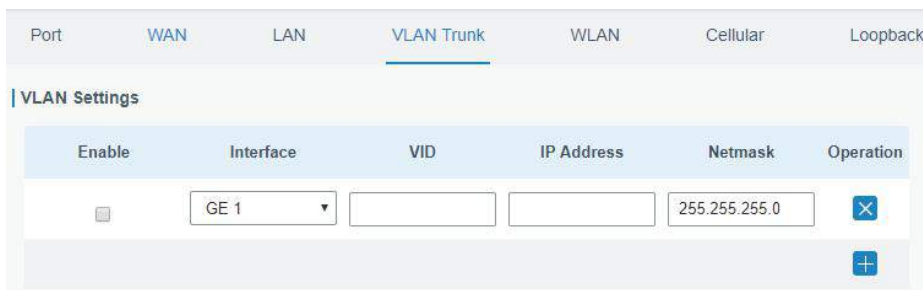 Port WAN LAN VLAN Trunk WLAN Cellular Loopback
VLAN Settings
Enable Interface VID IP Address Netmask Operation
GE 1 255.255.255.0